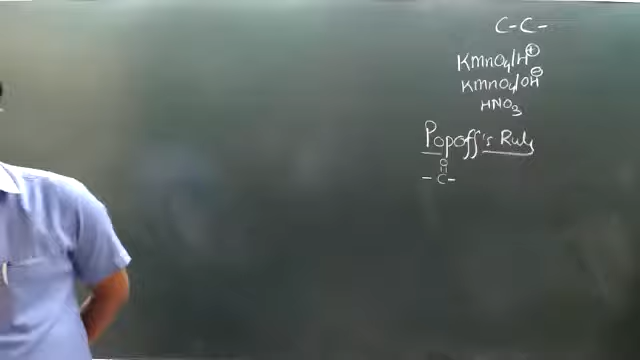 C-C-
KmnO4/H⊕
KmnO4/OH⊖
HNO3
Popoff's Rule
O
-C-